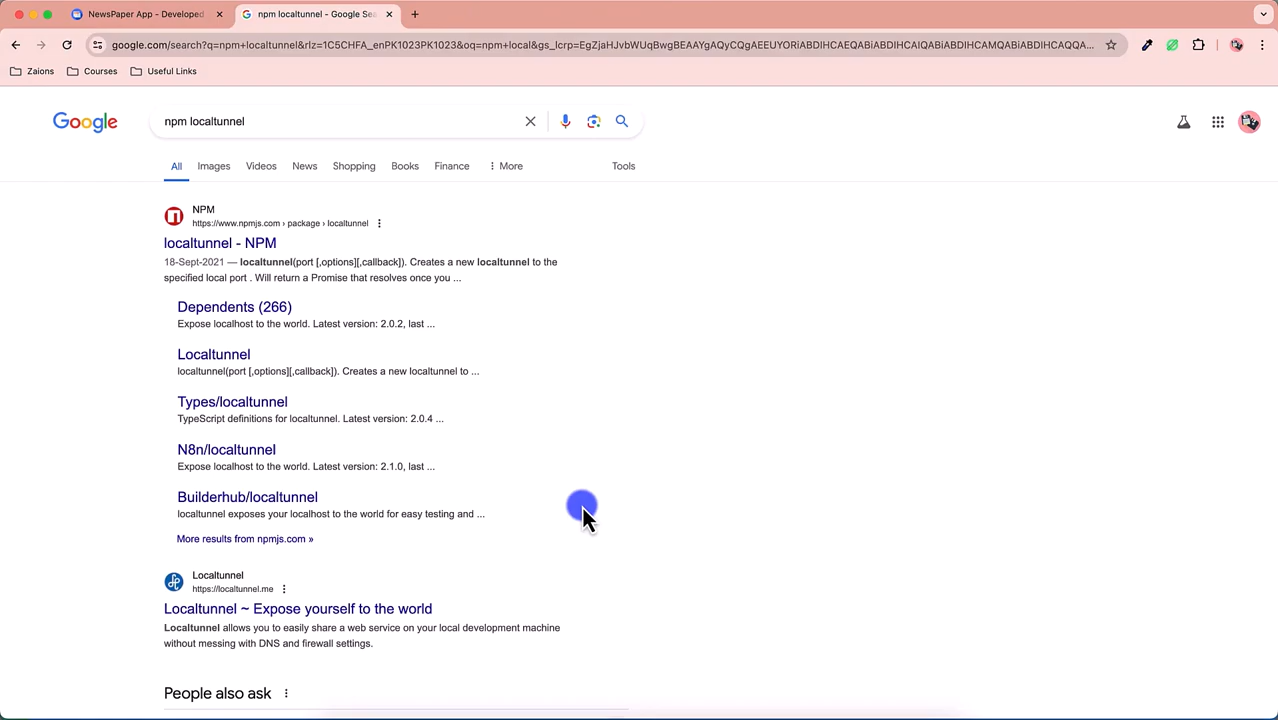 NewsPaper App - Developed
npm localtunnel - Google Sea
google.com/search?q=npm+localtunnel&rlz=1C5CHFA_enPK1023PK1023&oq=npm+local&gs_lcrp=EgZjaHJvbWUqBwgBEAAYgAQyCQgAEEUYORiABDIHCAEQABiABDIHCAIQABiABDIHCAMQABiABDIHCAQQA...
Zaions
Courses
Useful Links
Google
npm localtunnel
All
Images
Videos
News
Shopping
Books
Finance
More
Tools
NPM
https://www.npmjs.com › package › localtunnel
localtunnel - NPM
18-Sept-2021 — localtunnel(port [,options][,callback]). Creates a new localtunnel to the
specified local port . Will return a Promise that resolves once you ...
Dependents (266)
Expose localhost to the world. Latest version: 2.0.2, last ...
Localtunnel
localtunnel(port [,options][,callback]). Creates a new localtunnel to ...
Types/localtunnel
TypeScript definitions for localtunnel. Latest version: 2.0.4 ...
N8n/localtunnel
Expose localhost to the world. Latest version: 2.1.0, last ...
Builderhub/localtunnel
localtunnel exposes your localhost to the world for easy testing and ...
More results from npmjs.com »
Localtunnel
https://localtunnel.me
Localtunnel ~ Expose yourself to the world
Localtunnel allows you to easily share a web service on your local development machine
without messing with DNS and firewall settings.
People also ask